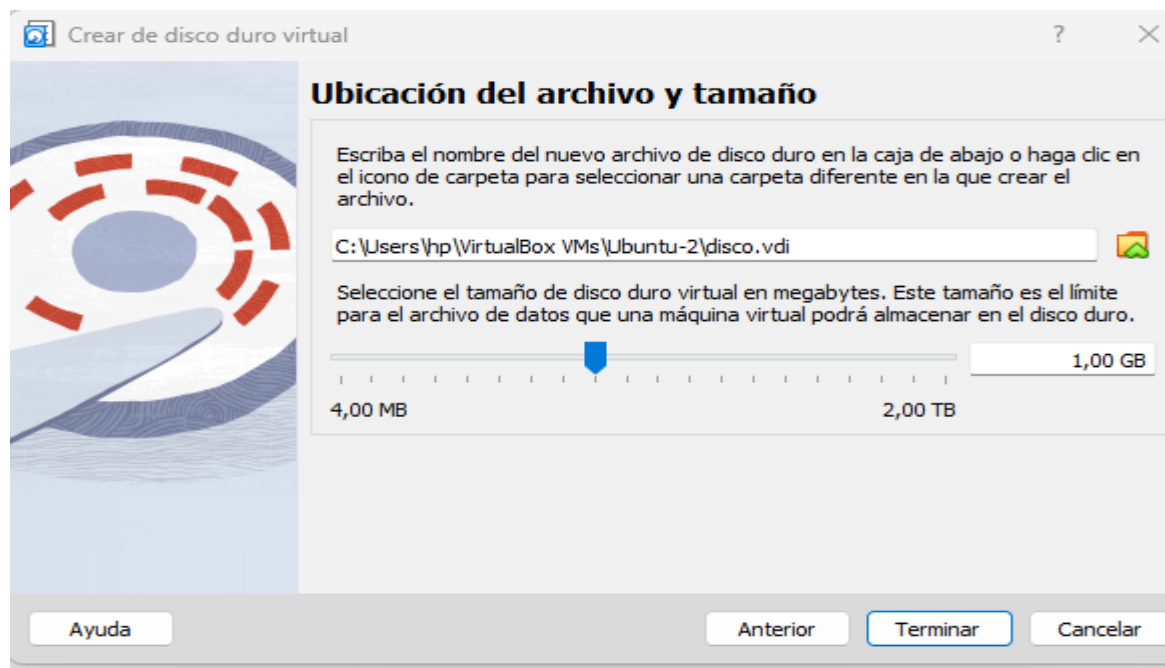 Crear de disco duro virtual
?
Ubicación del archivo y tamaño
Escriba el nombre del nuevo archivo de disco duro en la caja de abajo o haga clic en
el icono de carpeta para seleccionar una carpeta diferente en la que crear el
archivo.
C:\Users\hp\VirtualBox VMs\Ubuntu-2\disco.vdi
Seleccione el tamaño de disco duro virtual en megabytes. Este tamaño es el límite
para el archivo de datos que una máquina virtual podrá almacenar en el disco duro.
1,00 GB
4,00 MB 2,00 TB
Ayuda Anterior Terminar Cancelar